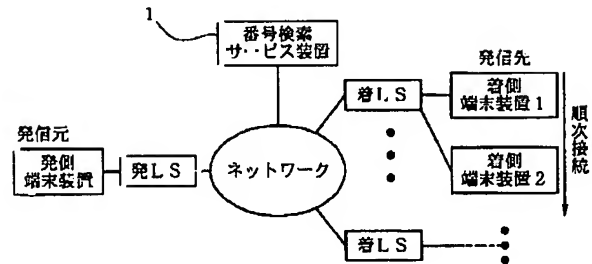 1
番号検索
サービス装置
発信先
着LS
着側
端末装置1
順次接続
発信元
発側
端末装置
発LS
ネットワーク
着側
端末装置2
着LS